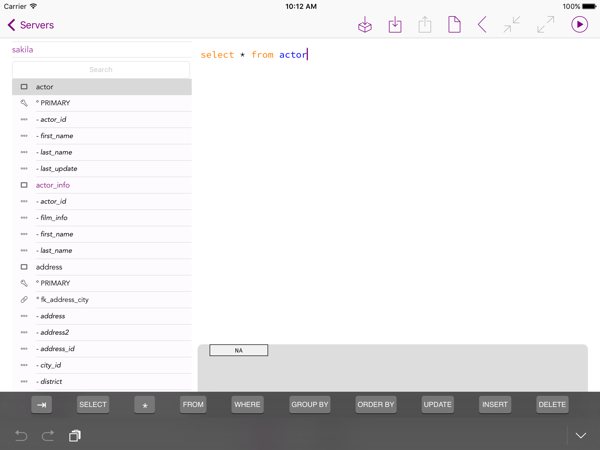 Carrier 10:12 AM 100%
Servers
sakila
select * from actor
Search
actor
* PRIMARY
- actor_id
- first_name
- last_name
- last_update
actor_info
- actor_id
- film_info
- first_name
- last_name
address
* PRIMARY
* fk_address_city
- address
- address2
- address_id
- city_id
- district
NA
SELECT * FROM WHERE GROUP BY ORDER BY UPDATE INSERT DELETE